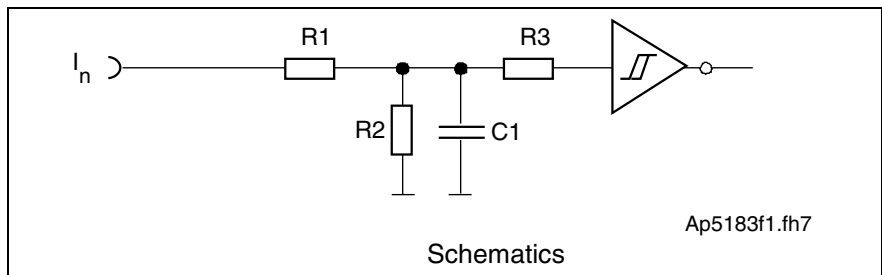 R1
R3
I
n
R2
C1
Ap5183f1.fh7
Schematics